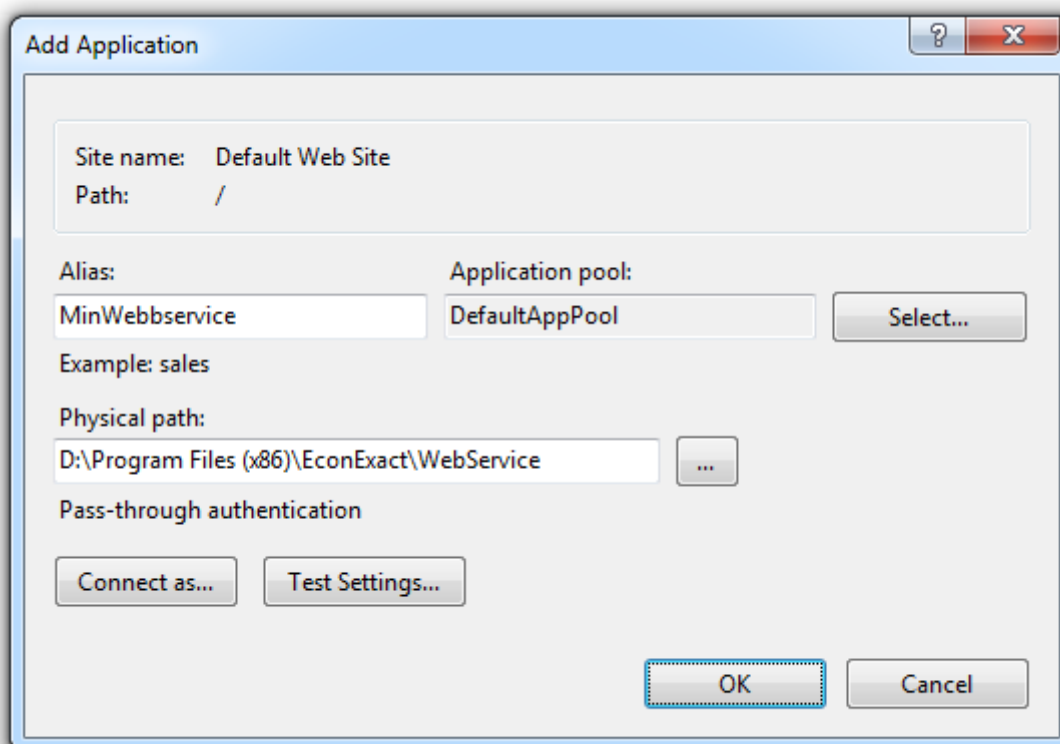 Add Application
Site name: Default Web Site
Path: /
Alias: Application pool:
MinWebbservice DefaultAppPool Select...
Example: sales
Physical path:
D:\Program Files (x86)\EconExact\WebService ...
Pass-through authentication
Connect as... Test Settings...
OK Cancel